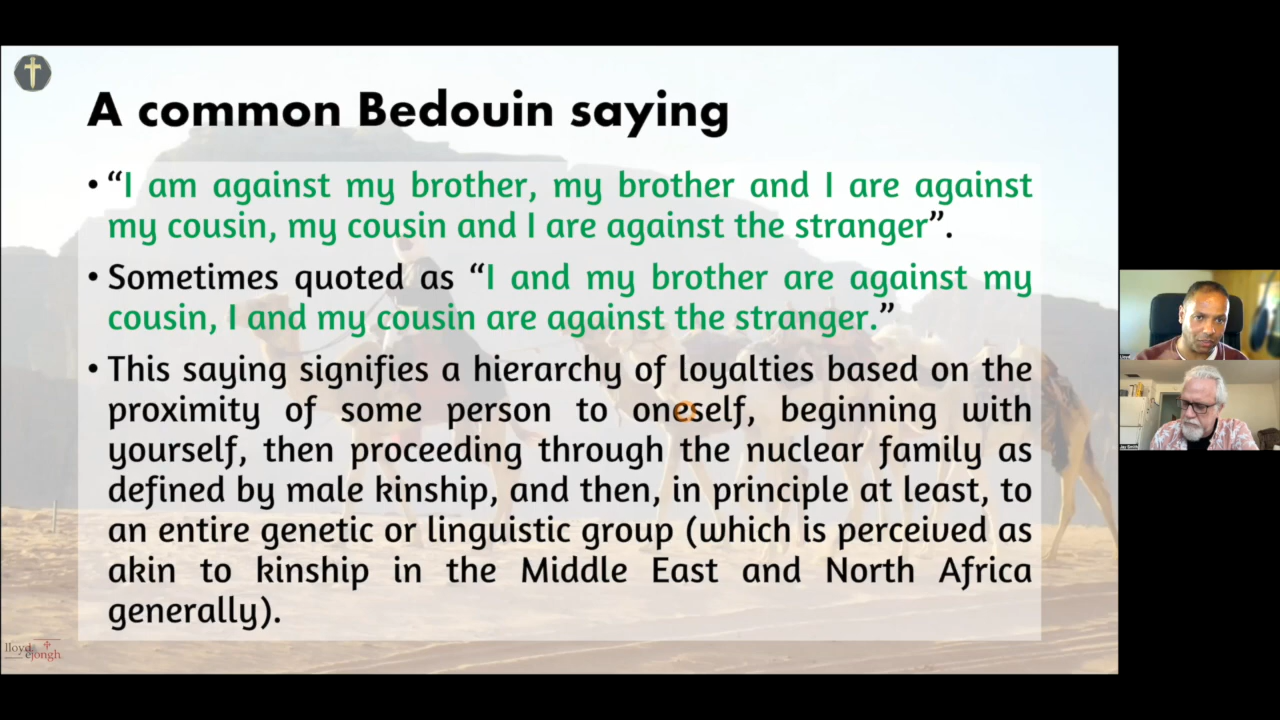 A common Bedouin saying
• “I am against my brother, my brother and I are against
my cousin, my cousin and I are against the stranger”.
• Sometimes quoted as “I and my brother are against my
cousin, I and my cousin are against the stranger.”
• This saying signifies a hierarchy of loyalties based on the
proximity of some person to oneself, beginning with
yourself, then proceeding through the nuclear family as
defined by male kinship, and then, in principle at least, to
an entire genetic or linguistic group (which is perceived as
akin to kinship in the Middle East and North Africa
generally).
lloyd
dejongh
Lloyd